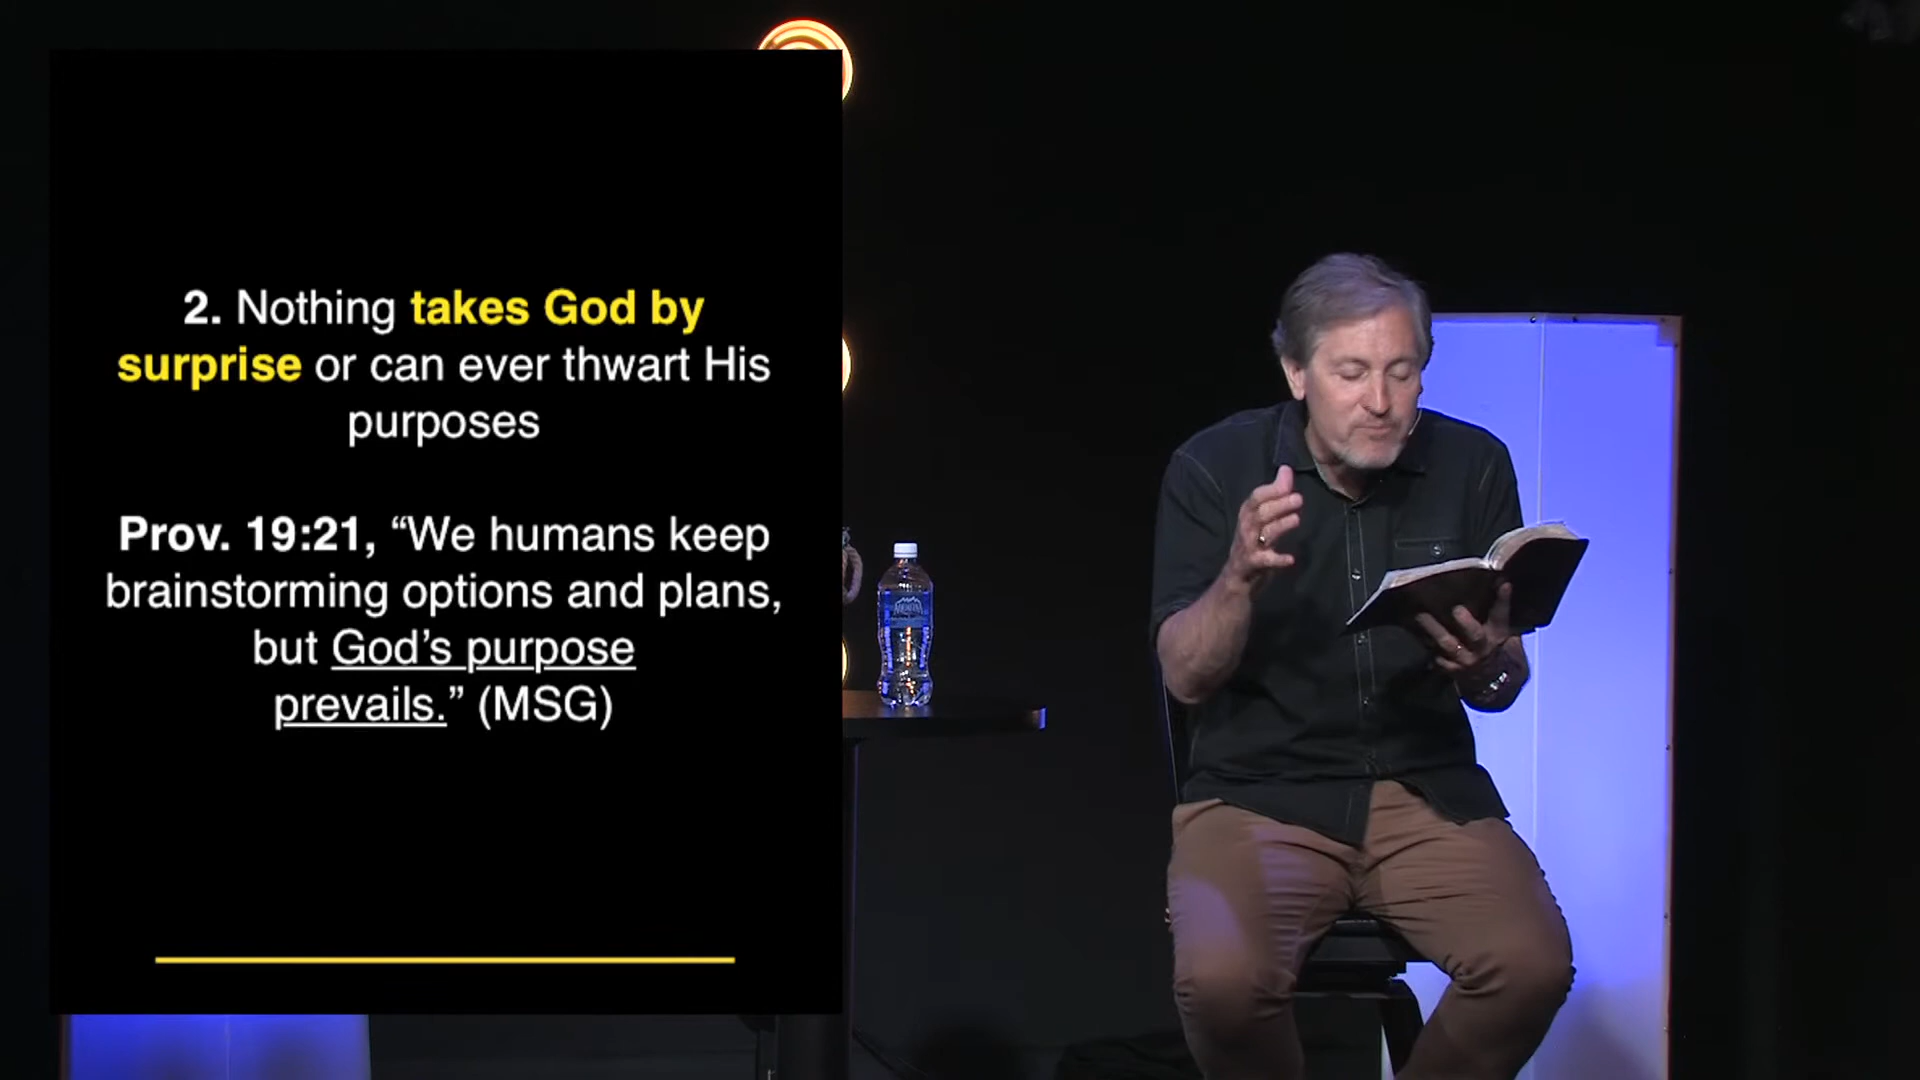 2. Nothing takes God by
surprise or can ever thwart His
purposes
Prov. 19:21, “We humans keep
brainstorming options and plans,
but God’s purpose
prevails.” (MSG)